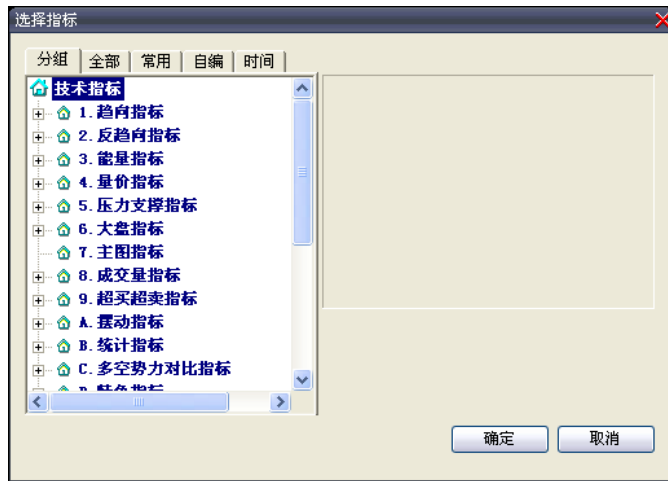 选择指标
分组 全部 常用 自编 时间
技术指标
1.趋向指标
2.反趋向指标
3.能量指标
4.量价指标
5.压力支撑指标
6.大盘指标
7.主图指标
8.成交量指标
9.超买超卖指标
A.摆动指标
B.统计指标
C.多空势力对比指标
D.特色指标
确定 取消